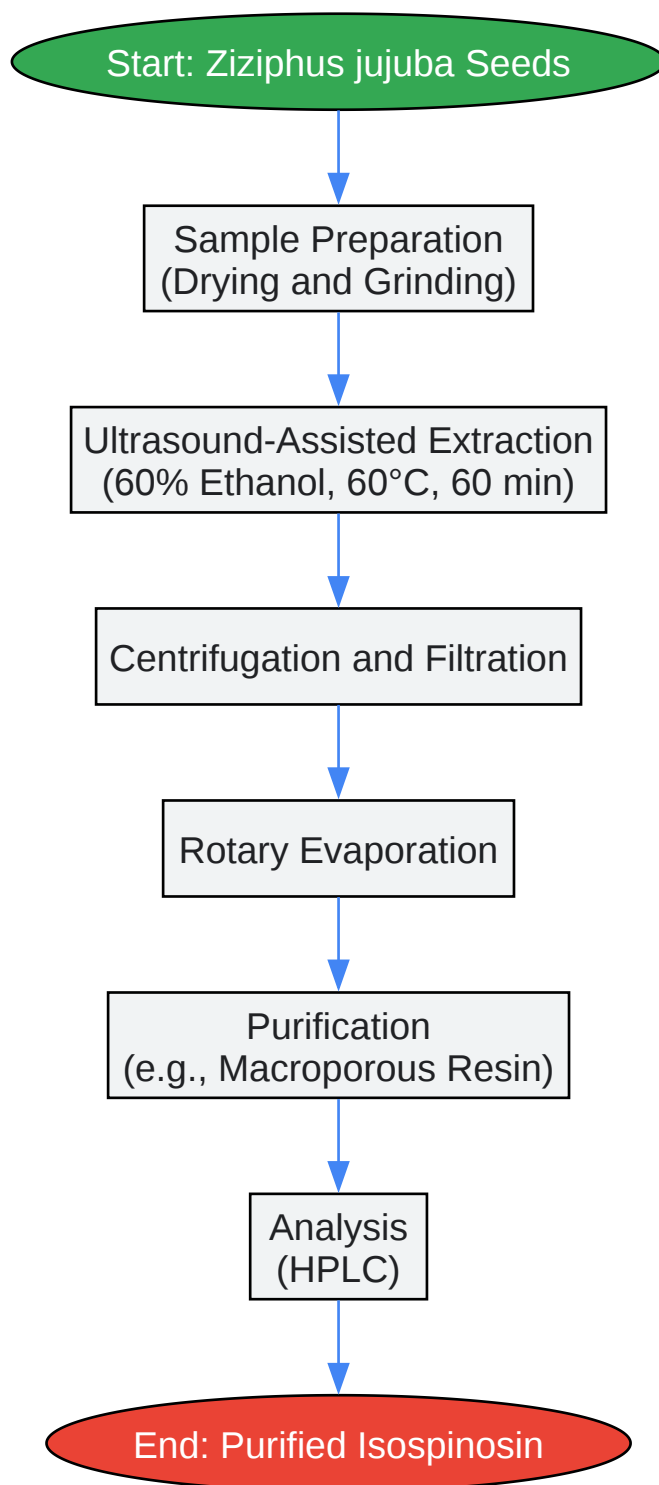 Start: Ziziphus jujuba Seeds
Sample Preparation
(Drying and Grinding)
Ultrasound-Assisted Extraction
(60% Ethanol, 60°C, 60 min)
Centrifugation and Filtration
Rotary Evaporation
Purification
(e.g., Macroporous Resin)
Analysis
(HPLC)
End: Purified Isospinosin